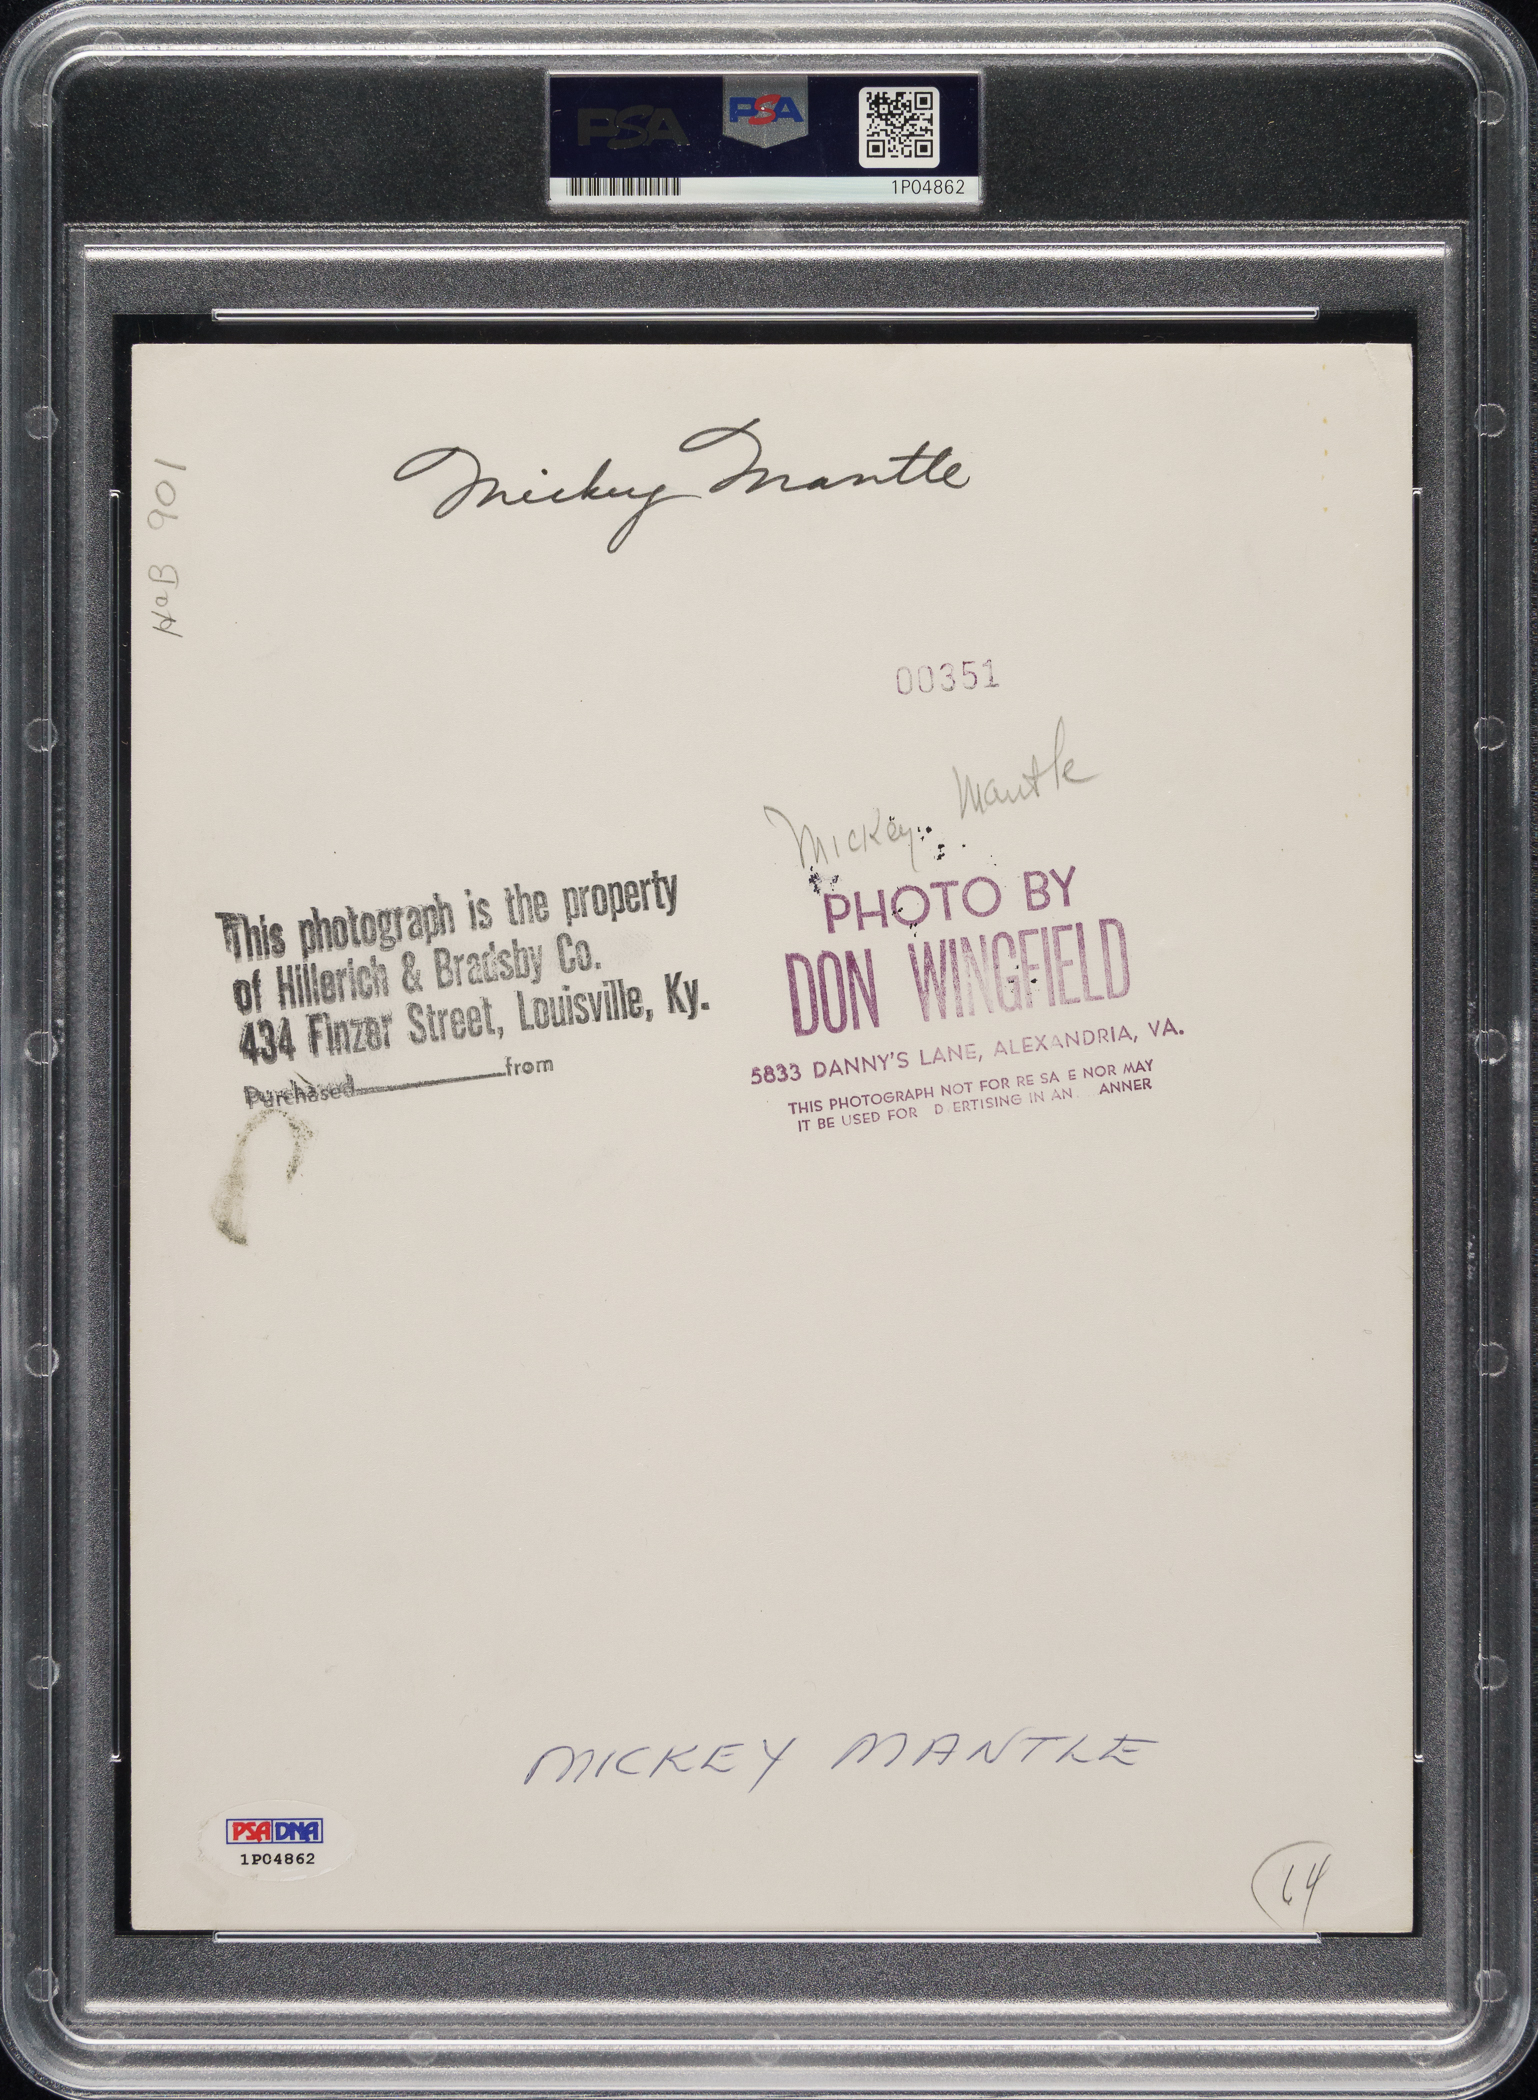 PSA
PSA
1P04862
Mickey Mantle
H&B 901
00351
Mickey Mantle
This photograph is the property
of Hillerich & Bradsby Co.
434 Finzer Street, Louisville, Ky.
Purchased from
PHOTO BY
DON WINGFIELD
5833 DANNY'S LANE, ALEXANDRIA, VA.
THIS PHOTOGRAPH NOT FOR RE SA E NOR MAY
IT BE USED FOR D ERTISING IN AN ANNER
MICKEY MANTLE
PSA DNA
1P04862
64